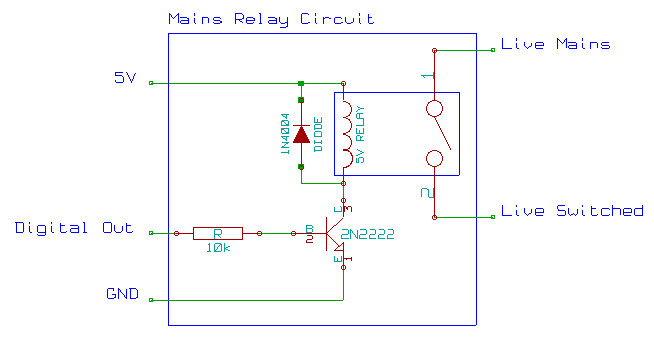 Mains Relay Circuit
Live Mains
1
5V
1N4004
DIODE
5V RELAY
2
Live Switched
C
3
Digital Out
R
10k
B
2
2N2222
E
1
GND